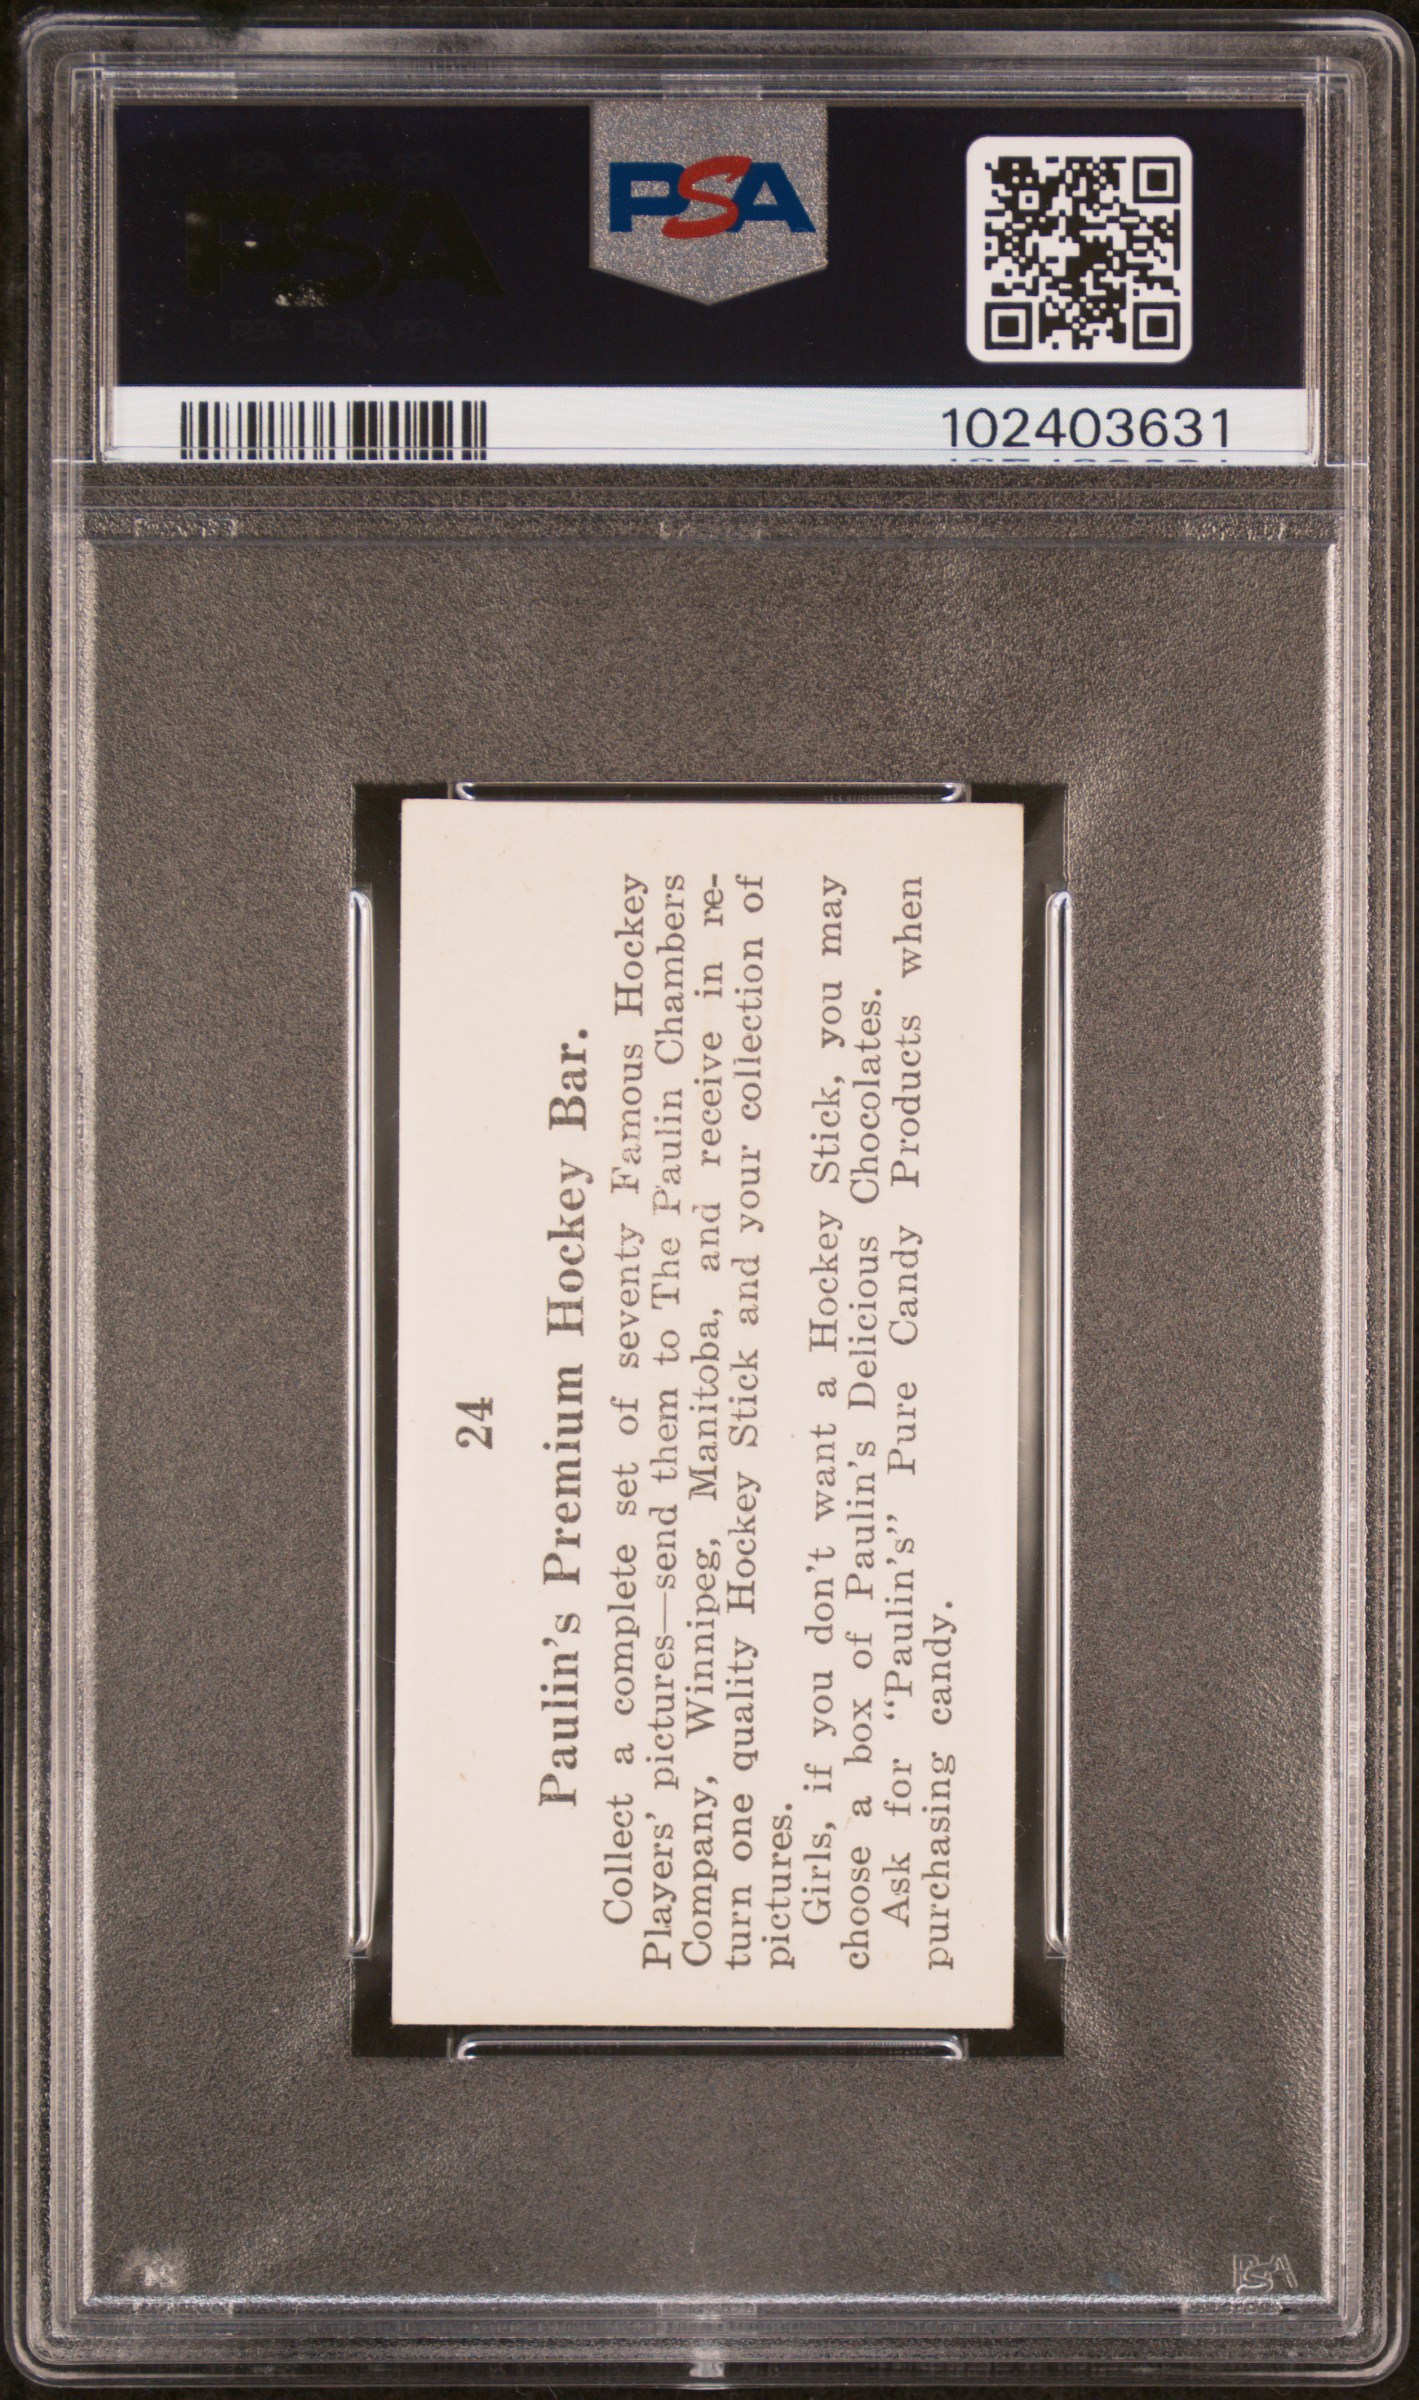 PSA
PSA
102403631
24
Paulin's Premium Hockey Bar.
Collect a complete set of seventy Famous Hockey
Players' pictures—send them to The Paulin Chambers
Company, Winnipeg, Manitoba, and receive in re-
turn one quality Hockey Stick and your collection of
pictures.
Girls, if you don't want a Hockey Stick, you may
choose a box of Paulin's Delicious Chocolates.
Ask for "Paulin's" Pure Candy Products when
purchasing candy.
PSA